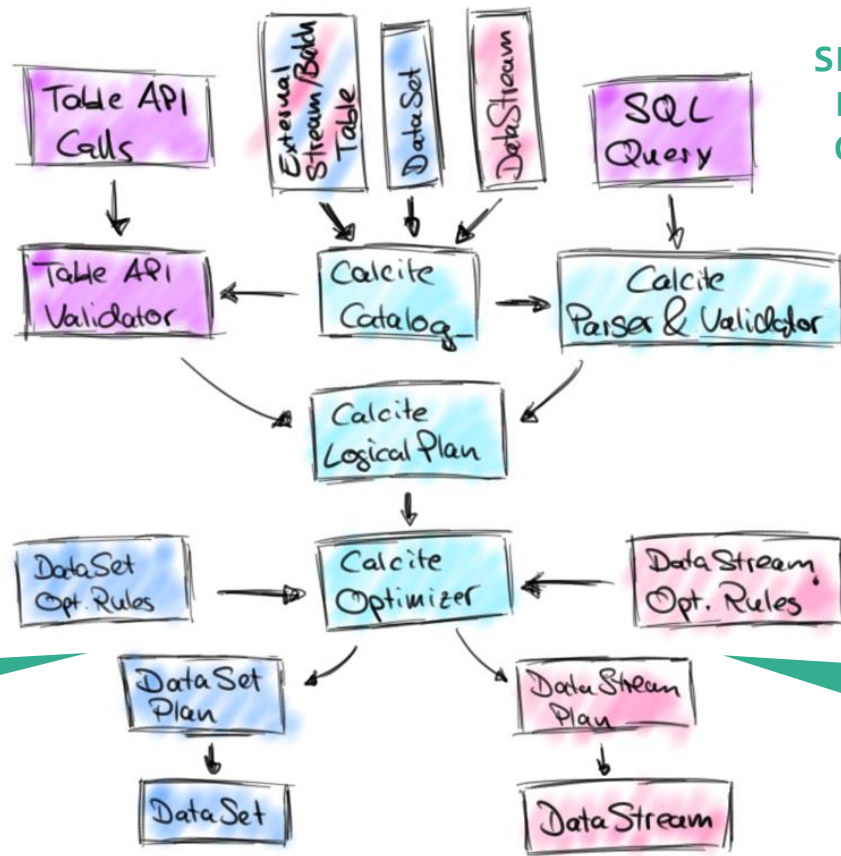 Table API
Calls
External
Stream/Batch
Table
DataSet
DataStream
SQL
Query
Table API
Validator
Calcite
Catalog
Calcite
Parser & Validator
Calcite
Logical Plan
DataSet
Opt. Rules
Calcite
Optimizer
DataStream
Opt. Rules
DataSet
Plan
DataStream
Plan
DataSet
DataStream